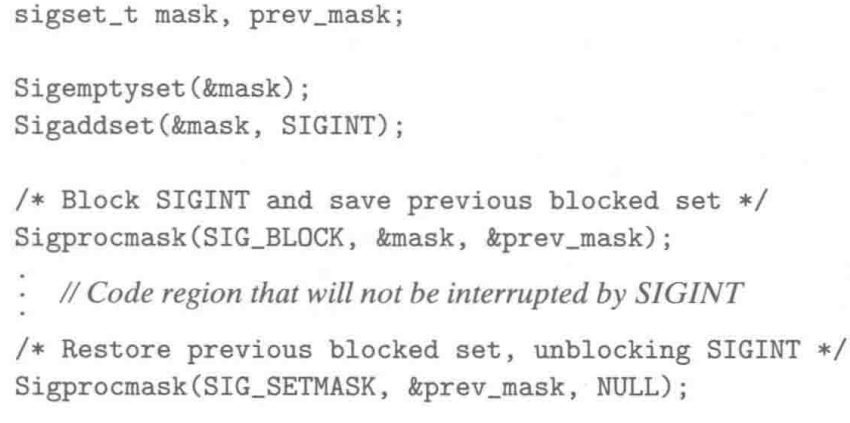 sigset_t mask, prev_mask;
Sigemptyset(&mask);
Sigaddset(&mask, SIGINT);
/* Block SIGINT and save previous blocked set */
Sigprocmask(SIG_BLOCK, &mask, &prev_mask);
⋮ // Code region that will not be interrupted by SIGINT
/* Restore previous blocked set, unblocking SIGINT */
Sigprocmask(SIG_SETMASK, &prev_mask, NULL);